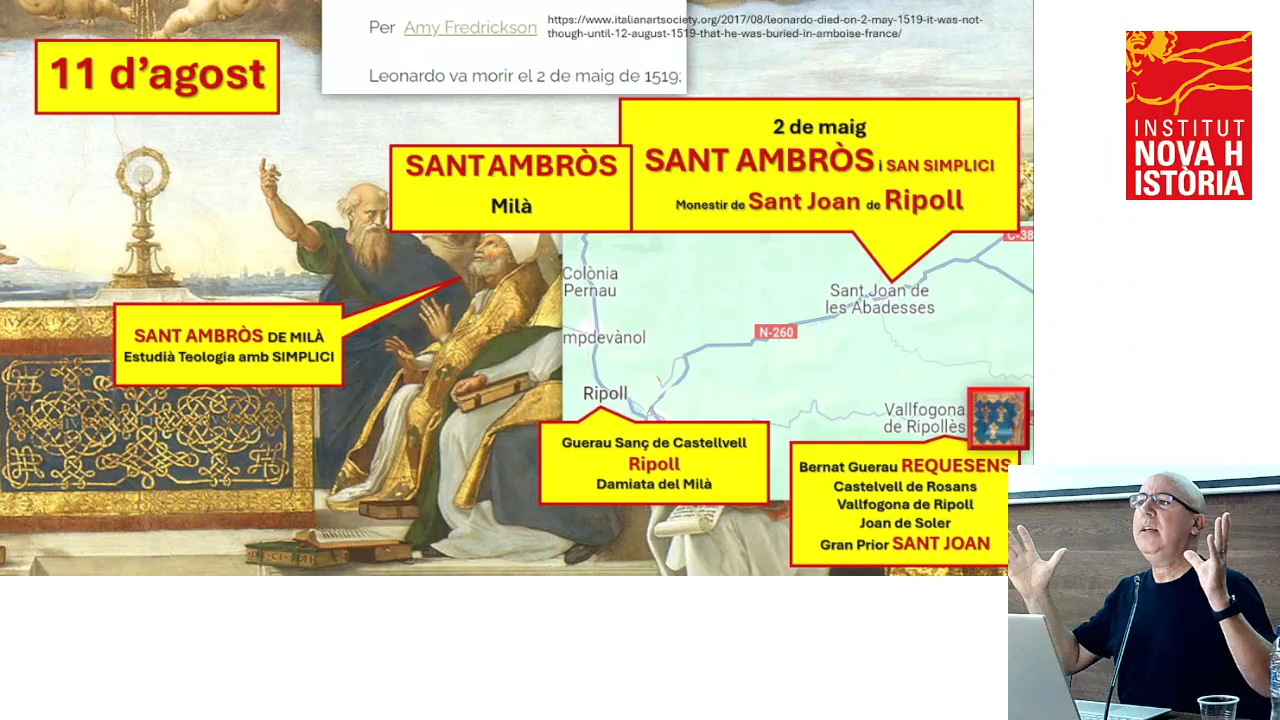 Per Amy Fredrickson
https://www.italianartsociety.org/2017/08/leonardo-died-on-2-may-1519-it-was-not-
though-until-12-august-1519-that-he-was-buried-in-amboise-france/
Leonardo va morir el 2 de maig de 1519;
11 d’agost
INSTITUT
NOVA H
ISTÒRIA
2 de maig
SANT AMBRÒS i SAN SIMPLICI
Monestir de Sant Joan de Ripoll
SANT AMBRÒS
Milà
C-38
Colònia
Pernau
Sant Joan de
les Abadesses
mpdevànol
N-260
SANT AMBRÒS DE MILÀ
Estudià Teologia amb SIMPLICI
Ripoll
Vallfogona
de Ripollès
Guerau Sanç de Castellvell
Ripoll
Damiata del Milà
Bernat Guerau REQUESENS
Castelvell de Rosans
Vallfogona de Ripoll
Joan de Soler
Gran Prior SANT JOAN